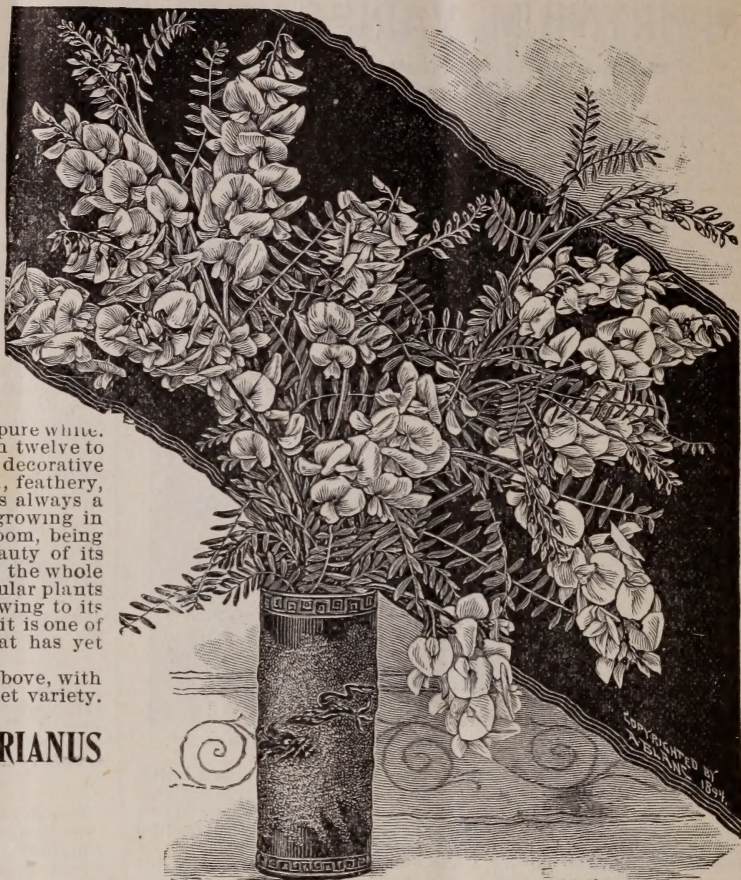 pure white.
twelve to
decorative
, feathery,
s always a
growing in
oom, being
auty of its
the whole
ular plants
wing to its
it is one of
at has yet
bove, with
et variety.
RIANUS
COPYRIGHTED BY
A BLANC 1894.